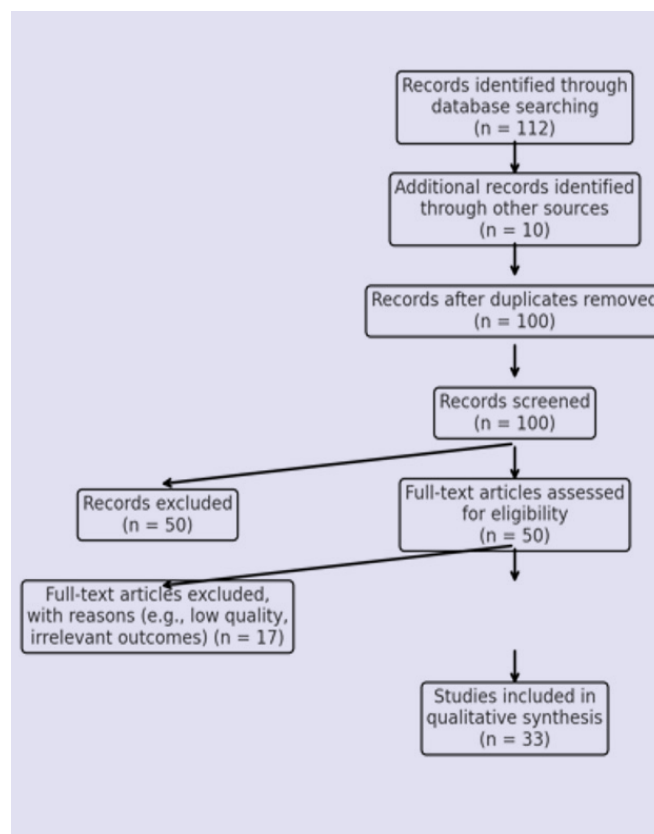 Records identified through
database searching
(n = 112)
Additional records identified
through other sources
(n = 10)
Records after duplicates removed
(n = 100)
Records screened
(n = 100)
Records excluded
(n = 50)
Full-text articles assessed
for eligibility
(n = 50)
Full-text articles excluded,
with reasons (e.g., low quality,
irrelevant outcomes) (n = 17)
Studies included in
qualitative synthesis
(n = 33)